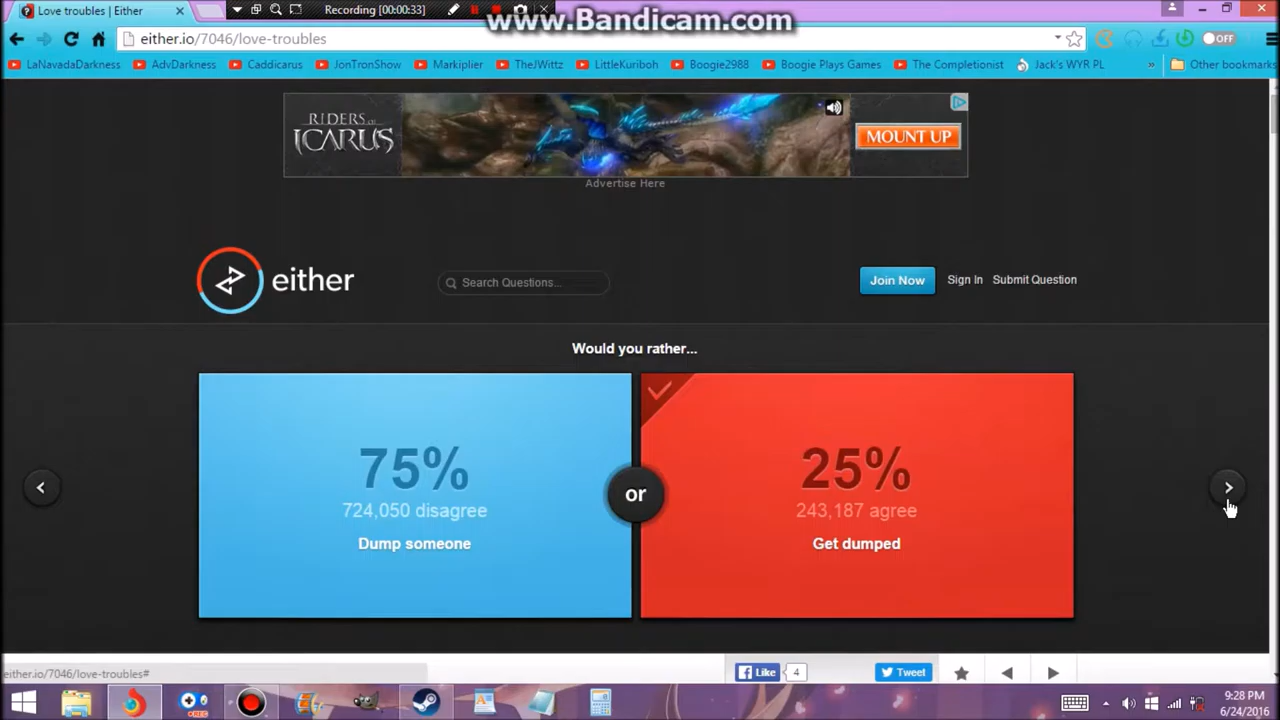 Love troubles | Either
Recording [00:00:33]
www.Bandicam.com
either.io/7046/love-troubles
OFF
LaNavadaDarkness
AdvDarkness
Caddicarus
JonTronShow
Markiplier
TheJWittz
LittleKuriboh
Boogie2988
Boogie Plays Games
The Completionist
Jack's WYR PL
»
Other bookmarks
RIDERS OF
ICARUS
MOUNT UP
Advertise Here
either
Search Questions...
Join Now
Sign In
Submit Question
Would you rather...
75%
724,050 disagree
Dump someone
or
25%
243,187 agree
Get dumped
either.io/7046/love-troubles#
Like
4
Tweet
REC
9:28 PM
6/24/2016